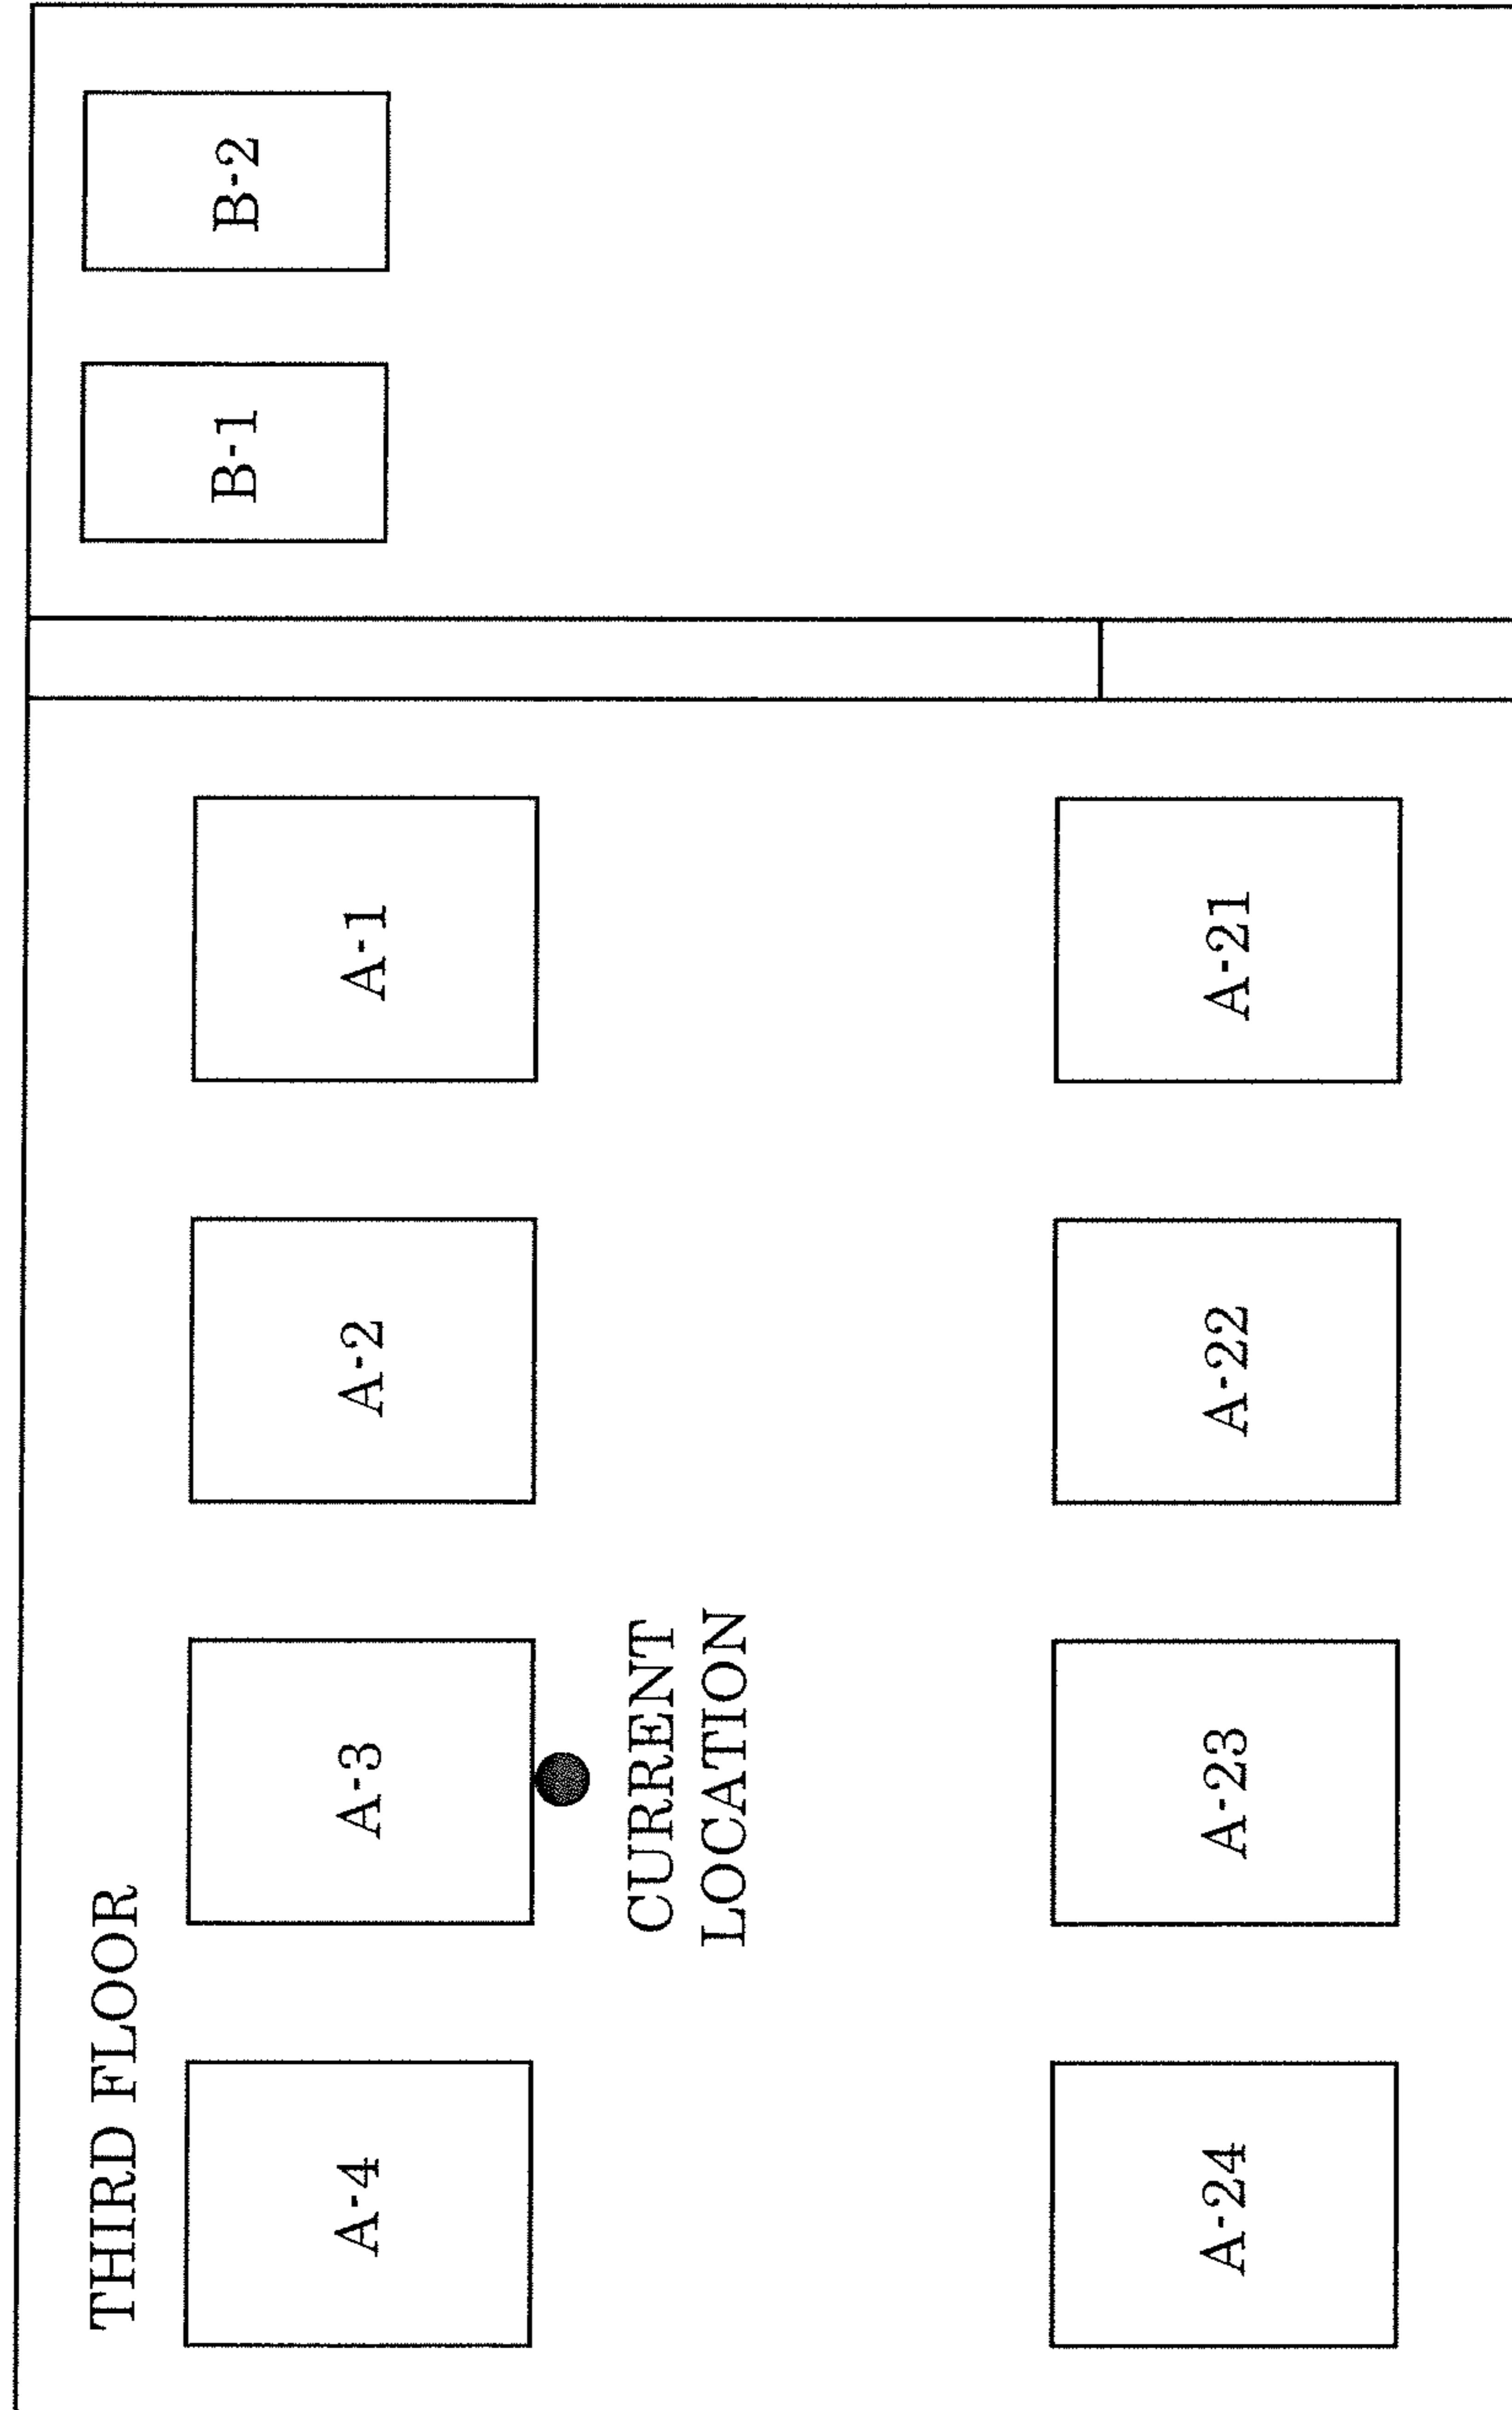 THIRD FLOOR
A-4
A-3
A-2
A-1
B-1
B-2
CURRENT
LOCATION
A-24
A-23
A-22
A-21